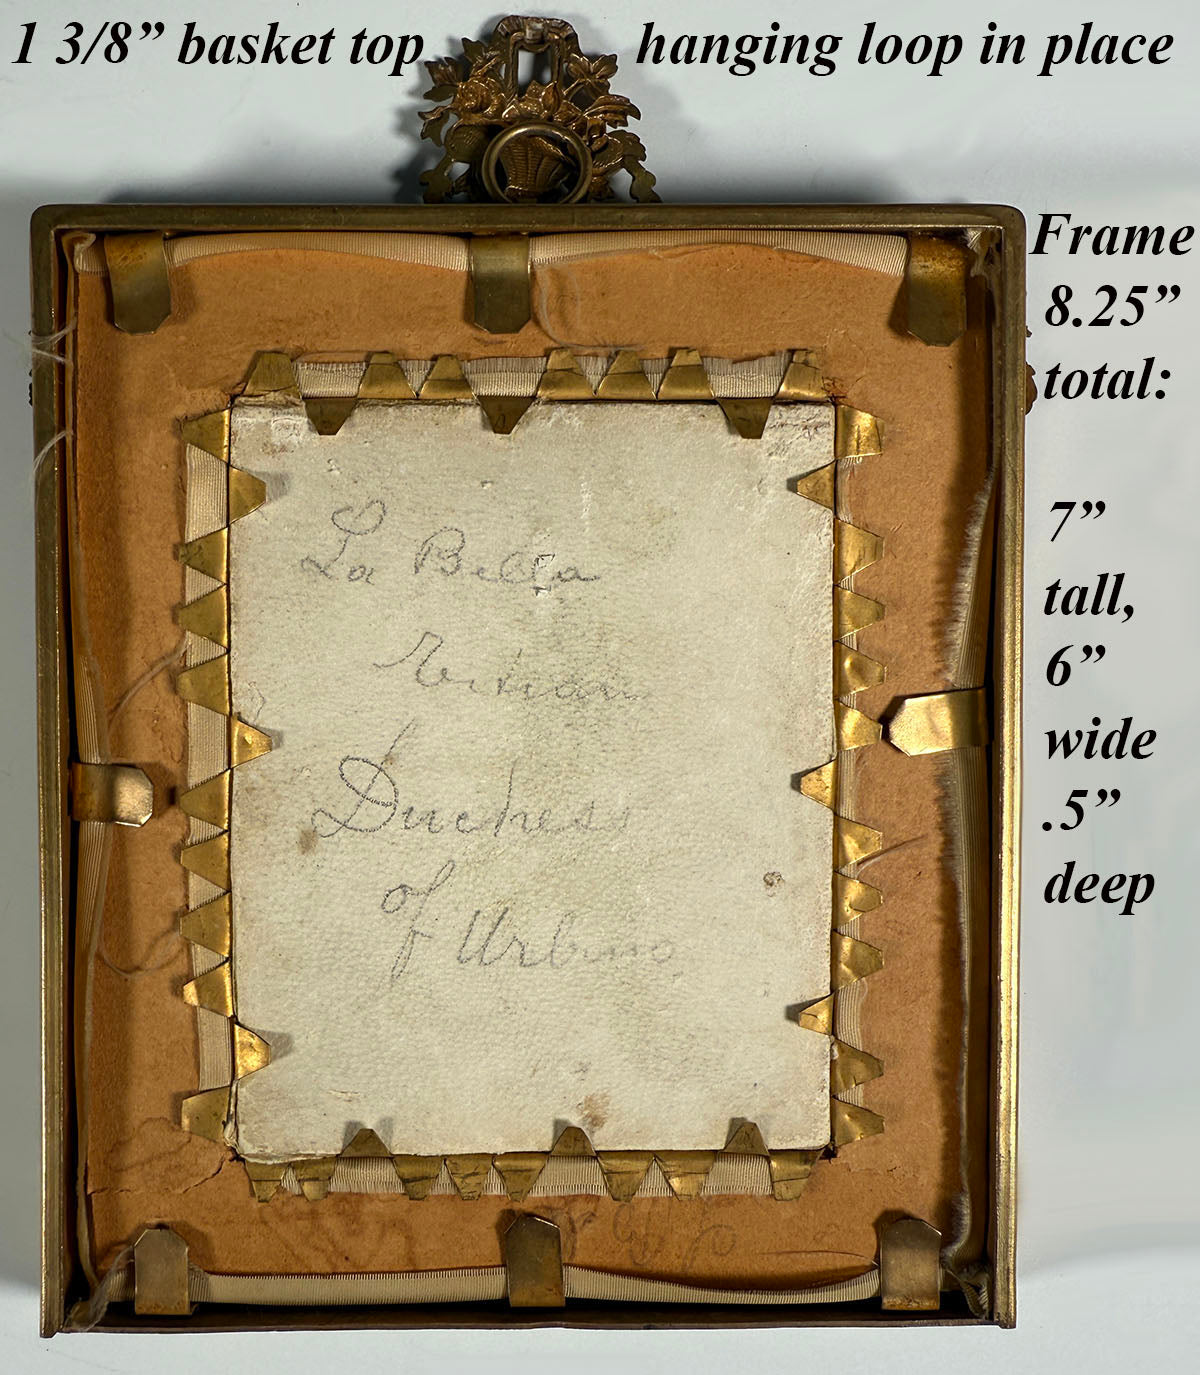 1 3/8” basket top hanging loop in place
Frame
8.25”
total:
7”
tall,
6”
wide
.5”
deep
La Bella
Titian
Duchess
of Urbino